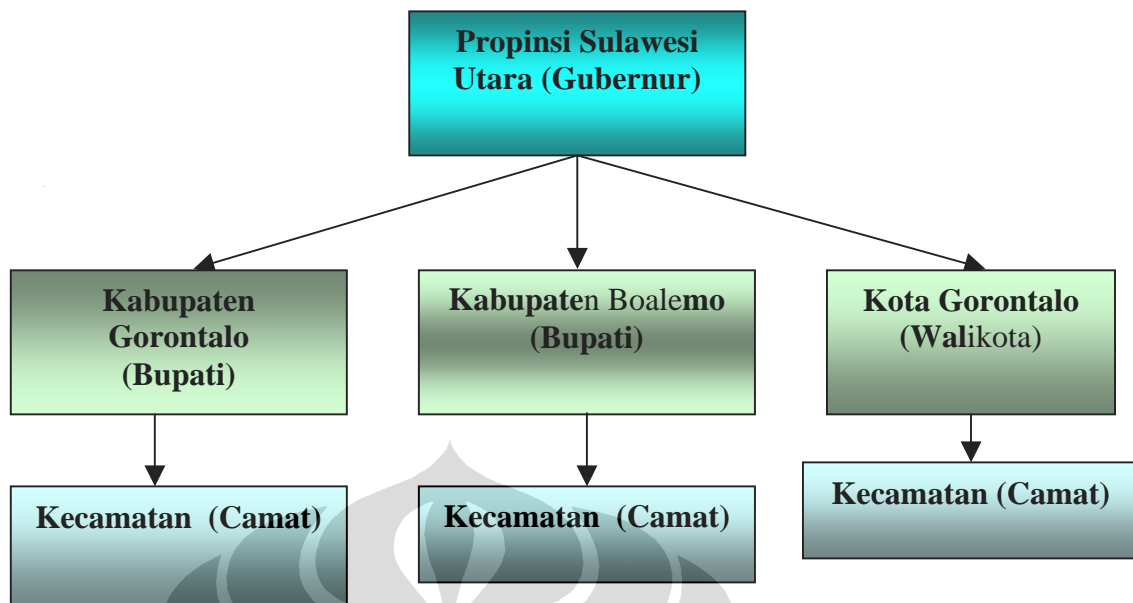 Propinsi Sulawesi
Utara (Gubernur)
Kabupaten
Gorontalo
(Bupati)
Kabupaten Boalemo
(Bupati)
Kota Gorontalo
(Walikota)
Kecamatan (Camat)
Kecamatan (Camat)
Kecamatan (Camat)